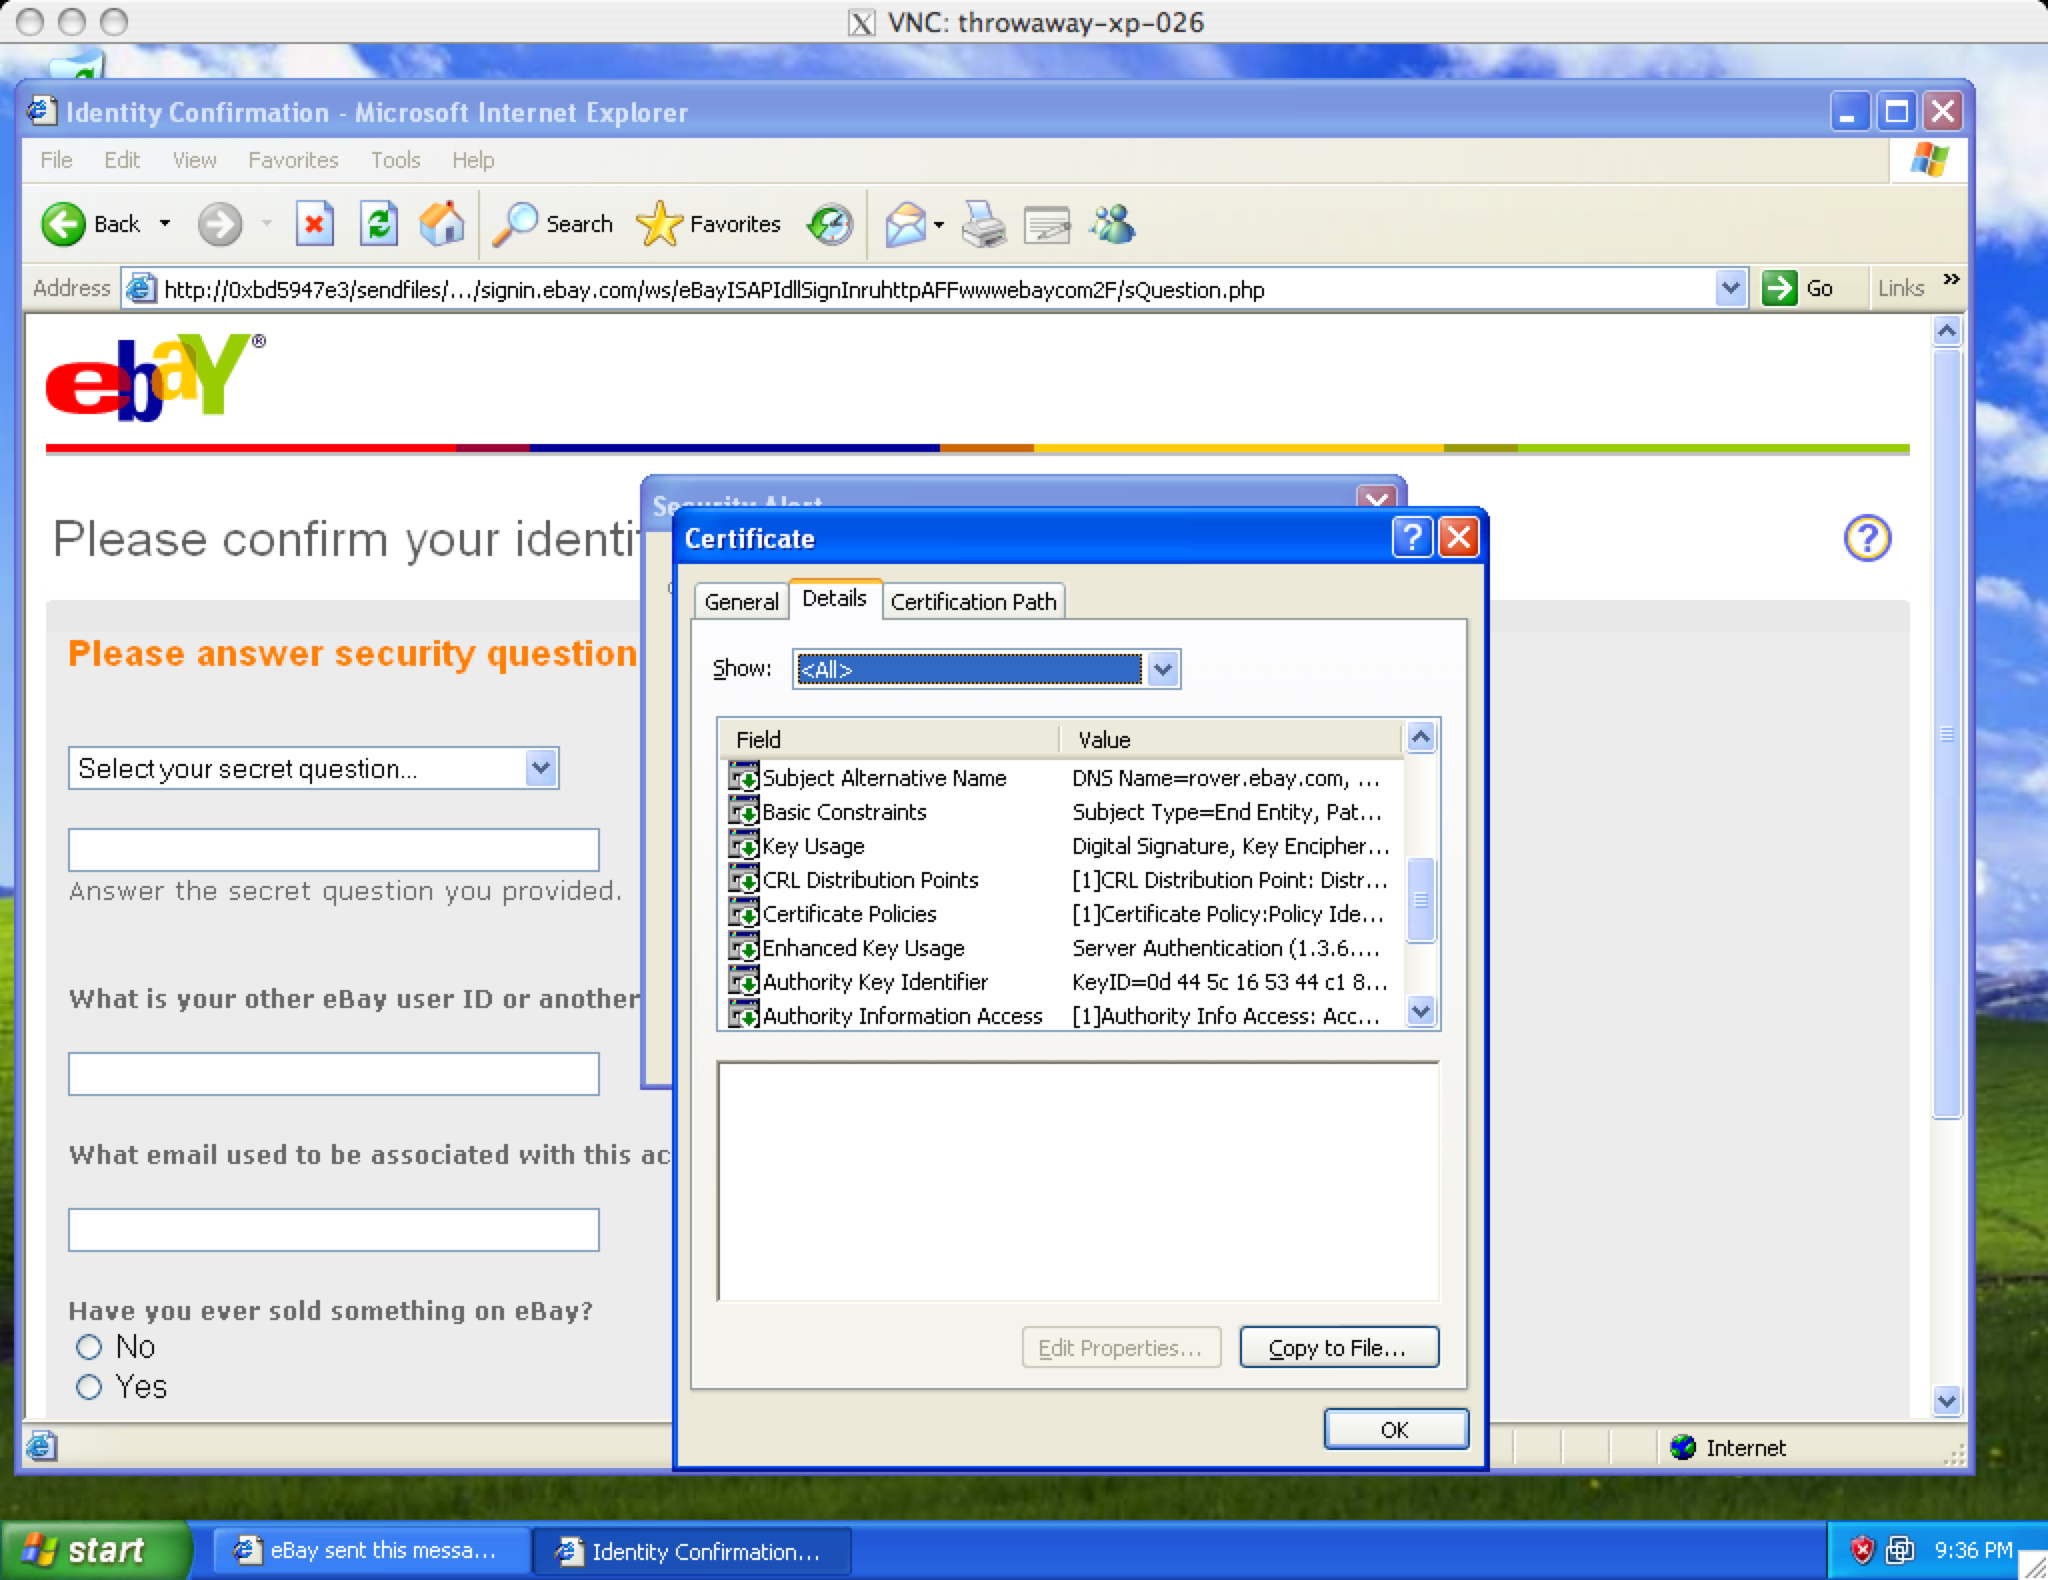 VNC: throwaway-xp-026
Identity Confirmation - Microsoft Internet Explorer
File Edit View Favorites Tools Help
Back Search Favorites
Address http://0xbd5947e3/sendfiles/.../signin.ebay.com/ws/eBayISAPIdllSignInruhttpAFFwwwebaycom2F/sQuestion.php Go Links »
ebaY®
Security Alert
Please confirm your identi
Certificate
General Details Certification Path
Please answer security question
Show: <All>
Field Value
Select your secret question...
Subject Alternative Name DNS Name=rover.ebay.com, ...
Basic Constraints Subject Type=End Entity, Pat...
Key Usage Digital Signature, Key Encipher...
CRL Distribution Points [1]CRL Distribution Point: Distr...
Answer the secret question you provided.
Certificate Policies [1]Certificate Policy:Policy Ide...
Enhanced Key Usage Server Authentication (1.3.6....
Authority Key Identifier KeyID=0d 44 5c 16 53 44 c1 8...
What is your other eBay user ID or another
Authority Information Access [1]Authority Info Access: Acc...
What email used to be associated with this ac
Have you ever sold something on eBay?
No
Yes
Edit Properties... Copy to File...
OK
Internet
start eBay sent this messa... Identity Confirmation... 9:36 PM